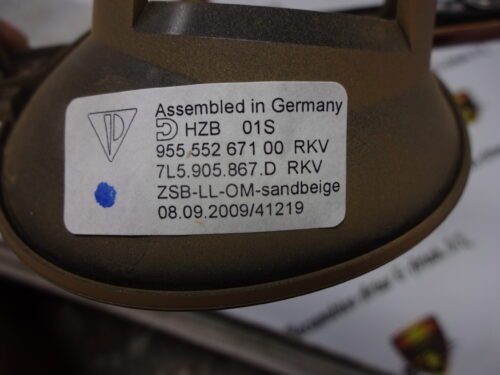 Assembled in Germany
HZB 01S
955 552 671 00 RKV
7L5.905.867.D RKV
ZSB-LL-OM-sandbeige
08.09.2009/41219